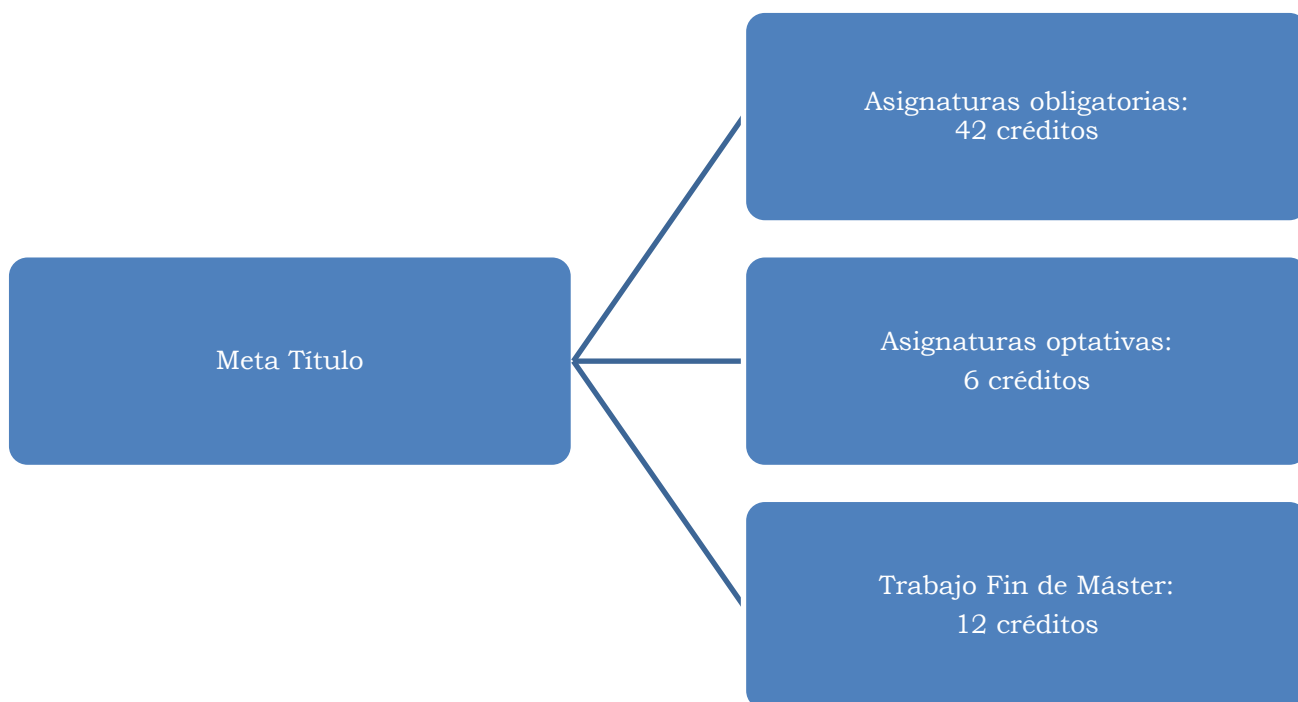 Asignaturas obligatorias:
42 créditos
Meta Título
Asignaturas optativas:
6 créditos
Trabajo Fin de Máster:
12 créditos